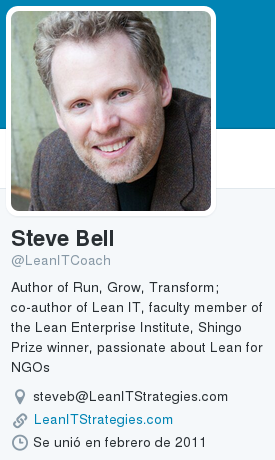 Steve Bell
@LeanITCoach
Author of Run, Grow, Transform;
co-author of Lean IT, faculty member of
the Lean Enterprise Institute, Shingo
Prize winner, passionate about Lean for
NGOs
steveb@LeanITStrategies.com
LeanITStrategies.com
Se unió en febrero de 2011